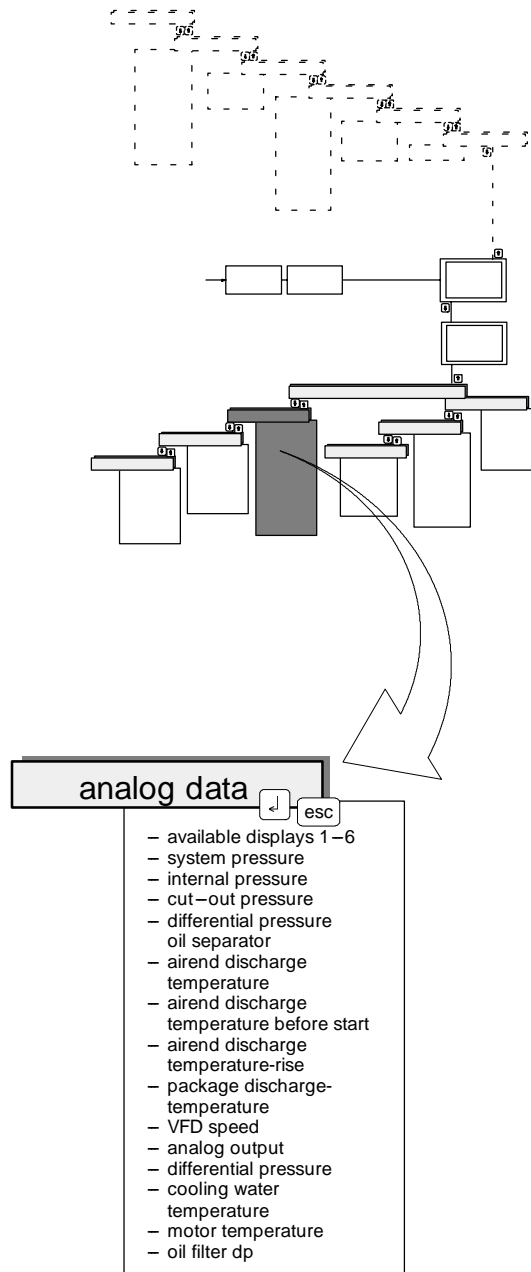 analog data
esc
– available displays 1–6
– system pressure
– internal pressure
– cut–out pressure
– differential pressure
oil separator
– airend discharge
temperature
– airend discharge
temperature before start
– airend discharge
temperature-rise
– package discharge-
temperature
– VFD speed
– analog output
– differential pressure
– cooling water
temperature
– motor temperature
– oil filter dp